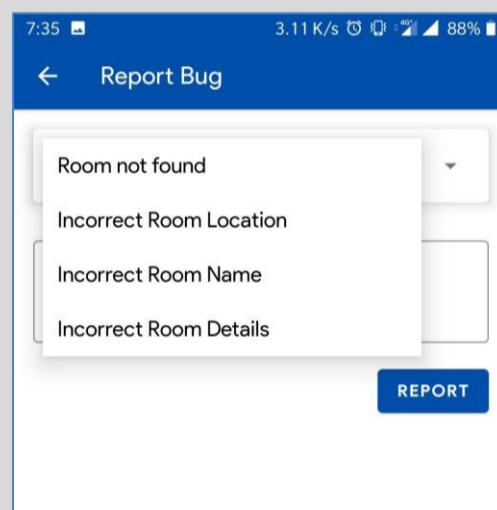 7:35 3.11 K/s 4G+ 88%
Report Bug
Room not found
Incorrect Room Location
Incorrect Room Name
Incorrect Room Details
REPORT